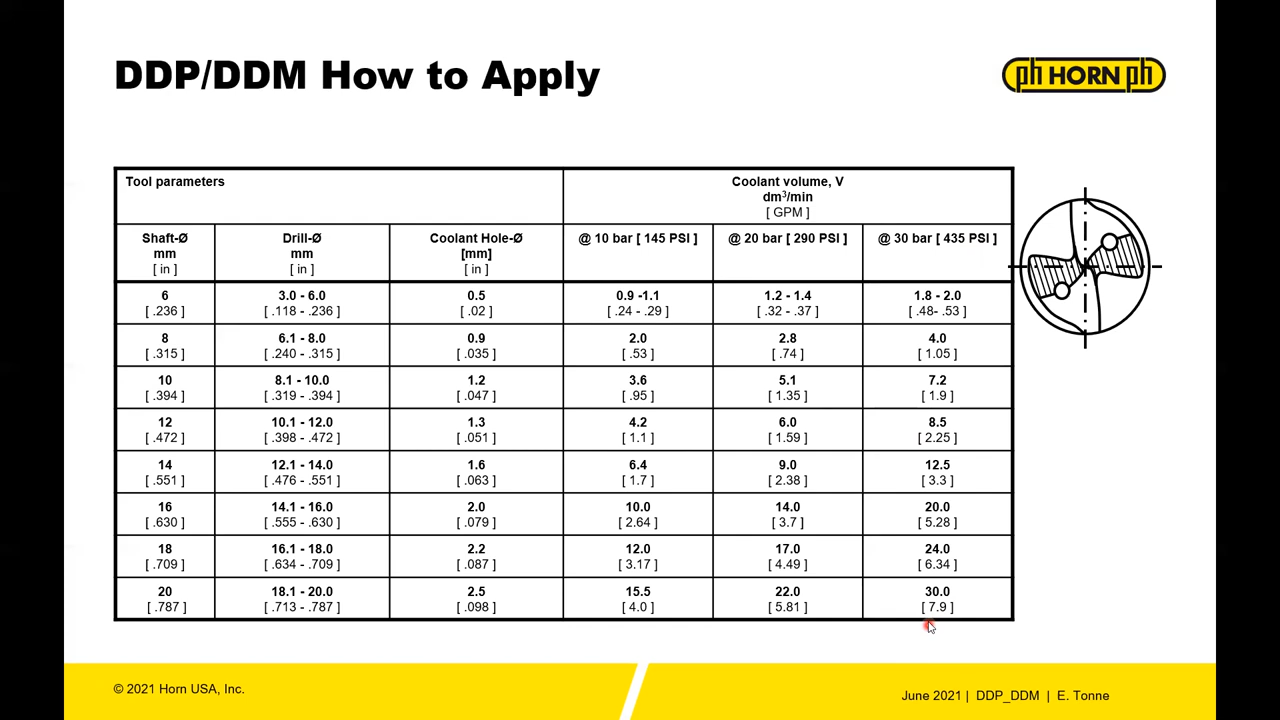 DDP/DDM How to Apply
ph HORN ph
Tool parameters
Coolant volume, V
dm³/min
[ GPM ]
Shaft-Ø
mm
[ in ]
Drill-Ø
mm
[ in ]
Coolant Hole-Ø
[mm]
[ in ]
@ 10 bar [ 145 PSI ]
@ 20 bar [ 290 PSI ]
@ 30 bar [ 435 PSI ]
6 3.0 - 6.0 0.5 0.9 -1.1 1.2 - 1.4 1.8 - 2.0
[ .236 ] [ .118 - .236 ] [ .02 ] [ .24 - .29 ] [ .32 - .37 ] [ .48- .53 ]
8 6.1 - 8.0 0.9 2.0 2.8 4.0
[ .315 ] [ .240 - .315 ] [ .035 ] [ .53 ] [ .74 ] [ 1.05 ]
10 8.1 - 10.0 1.2 3.6 5.1 7.2
[ .394 ] [ .319 - .394 ] [ .047 ] [ .95 ] [ 1.35 ] [ 1.9 ]
12 10.1 - 12.0 1.3 4.2 6.0 8.5
[ .472 ] [ .398 - .472 ] [ .051 ] [ 1.1 ] [ 1.59 ] [ 2.25 ]
14 12.1 - 14.0 1.6 6.4 9.0 12.5
[ .551 ] [ .476 - .551 ] [ .063 ] [ 1.7 ] [ 2.38 ] [ 3.3 ]
16 14.1 - 16.0 2.0 10.0 14.0 20.0
[ .630 ] [ .555 - .630 ] [ .079 ] [ 2.64 ] [ 3.7 ] [ 5.28 ]
18 16.1 - 18.0 2.2 12.0 17.0 24.0
[ .709 ] [ .634 - .709 ] [ .087 ] [ 3.17 ] [ 4.49 ] [ 6.34 ]
20 18.1 - 20.0 2.5 15.5 22.0 30.0
[ .787 ] [ .713 - .787 ] [ .098 ] [ 4.0 ] [ 5.81 ] [ 7.9 ]
© 2021 Horn USA, Inc.
June 2021 | DDP_DDM | E. Tonne